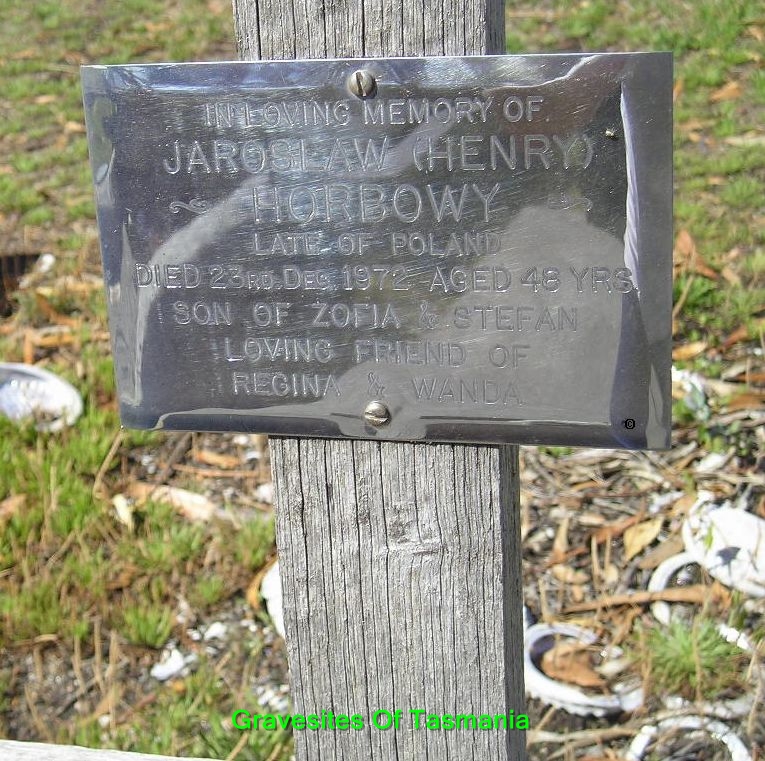 IN LOVING MEMORY OF
JAROSLAW (HENRY)
HORBOWY
LATE OF POLAND
DIED 23RD. DEC. 1972 AGED 48 YRS.
SON OF ZOFIA & STEFAN
LOVING FRIEND OF
REGINA & WANDA
Gravesites Of Tasmania